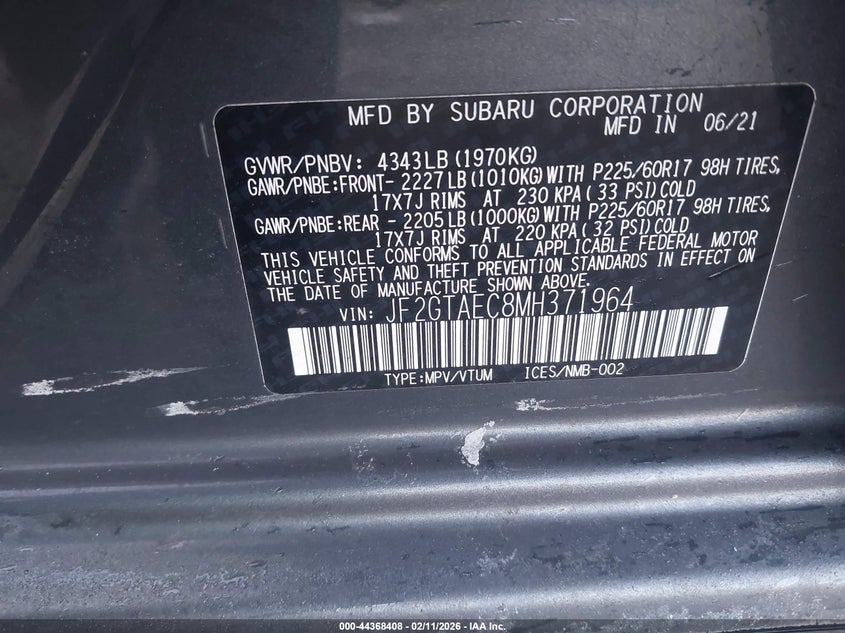 MFD BY SUBARU CORPORATION
MFD IN 06/21
GVWR/PNBV: 4343LB (1970KG)
GAWR/PNBE:FRONT- 2227LB (1010KG) WITH P225/60R17 98H TIRES,
17X7J RIMS AT 230 KPA (33 PSI) COLD
GAWR/PNBE:REAR - 2205LB (1000KG) WITH P225/60R17 98H TIRES,
17X7J RIMS AT 220 KPA (32 PSI) COLD
THIS VEHICLE CONFORMS TO ALL APPLICABLE FEDERAL MOTOR
VEHICLE SAFETY AND THEFT PREVENTION STANDARDS IN EFFECT ON
THE DATE OF MANUFACTURE SHOWN ABOVE.
VIN: JF2GTAEC8MH371964
TYPE:MPV/VTUM ICES/NMB-002
000-44368408 - 02/11/2026 - IAA Inc.